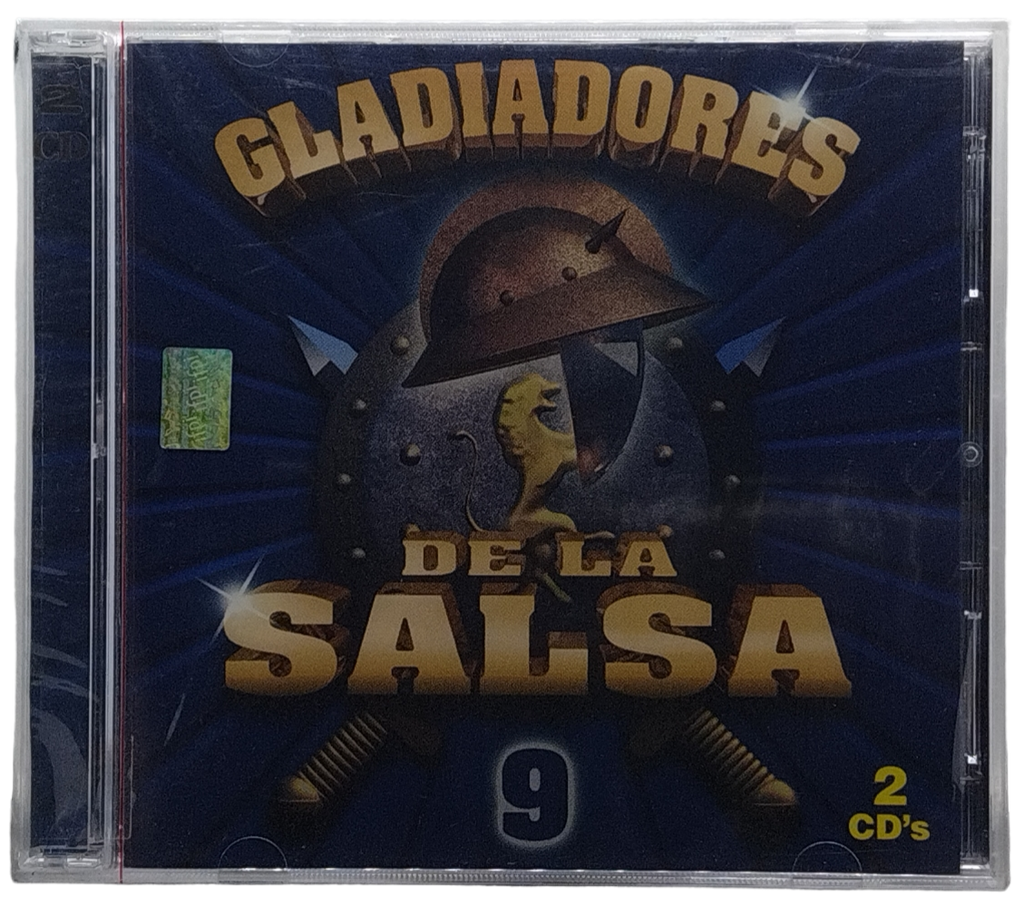 GLADIADORES
DE LA
SALSA
9
2
CD's